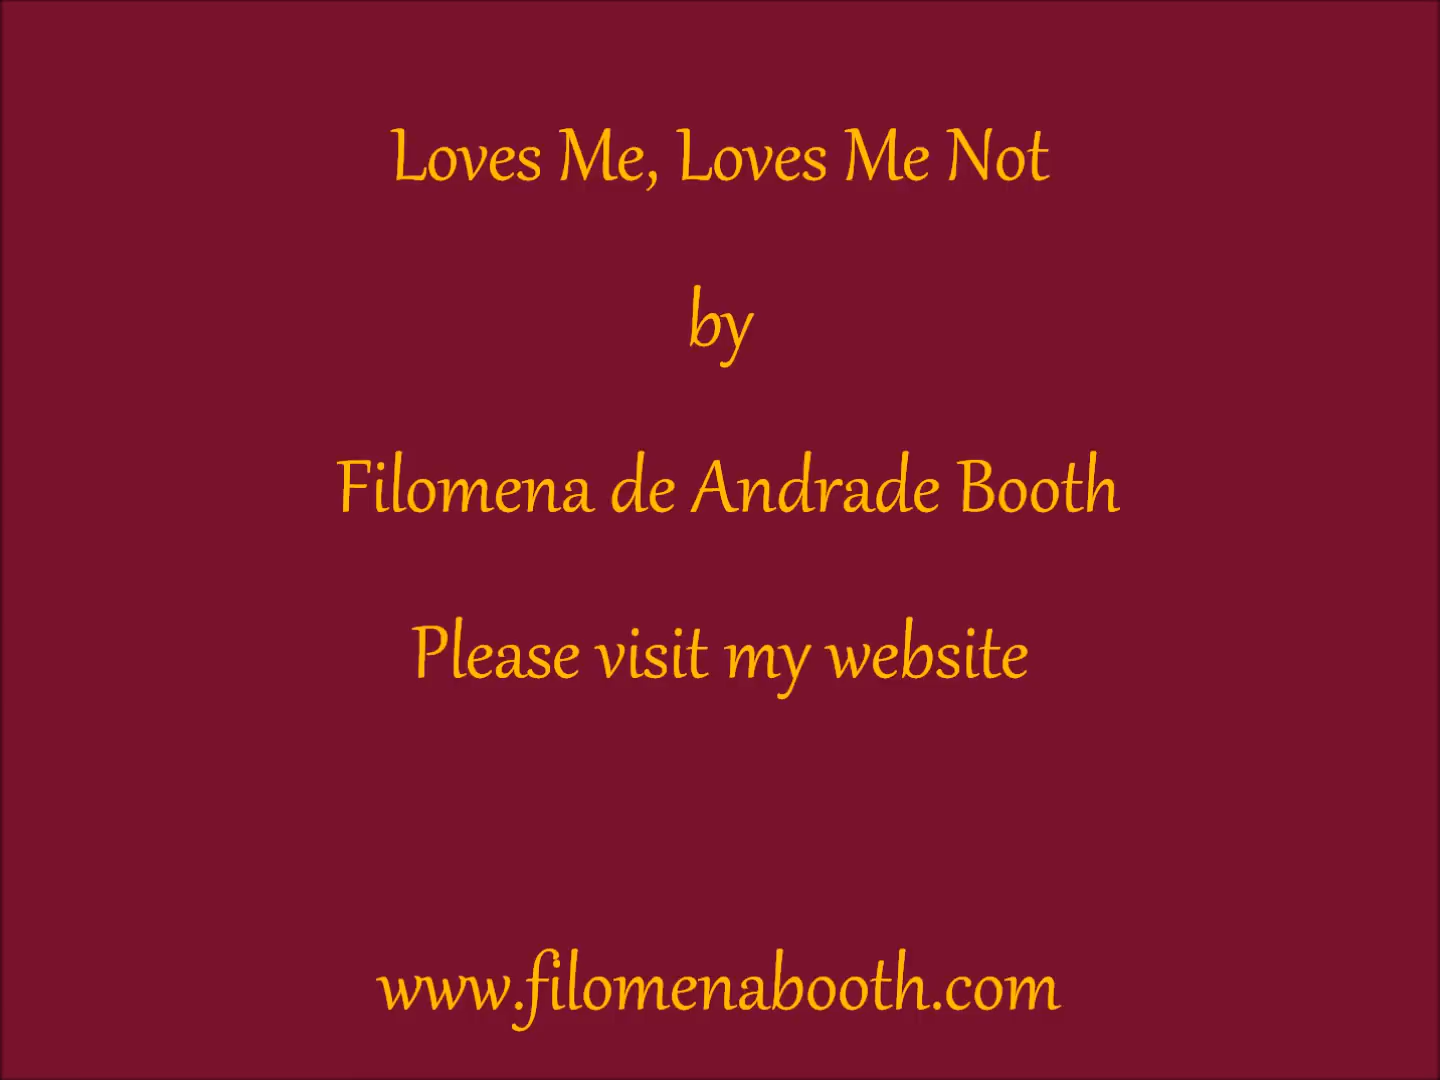 Loves Me, Loves Me Not
by
Filomena de Andrade Booth
Please visit my website
www.filomenabooth.com